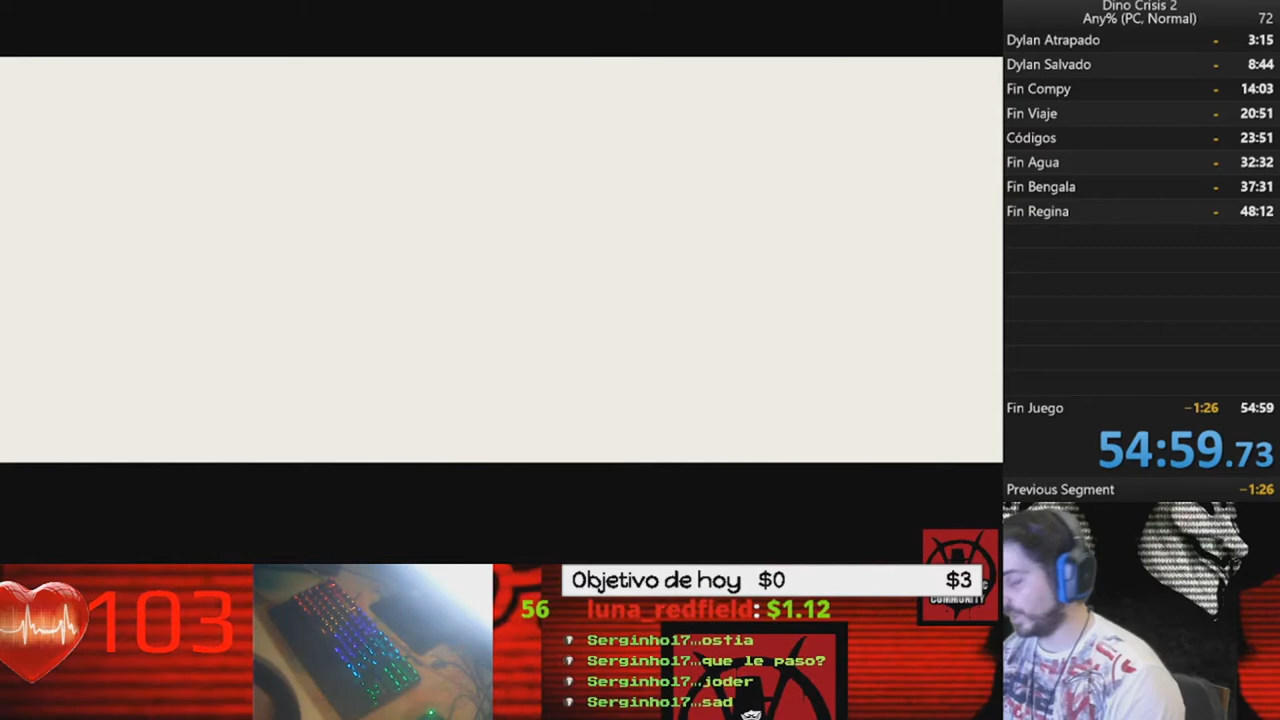 Dino Crisis 2
Any% (PC, Normal) 72
Dylan Atrapado - 3:15
Dylan Salvado - 8:44
Fin Compy - 14:03
Fin Viaje - 20:51
Códigos - 23:51
Fin Agua - 32:32
Fin Bengala - 37:31
Fin Regina - 48:12
Fin Juego −1:26 54:59
54:59.73
Previous Segment −1:26
Objetivo de hoy $0 $3
COMMUNITY
103
56 luna_redfield: $1.12
Serginho17...ostia
Serginho17...que le paso?
Serginho17...joder
Serginho17...sad